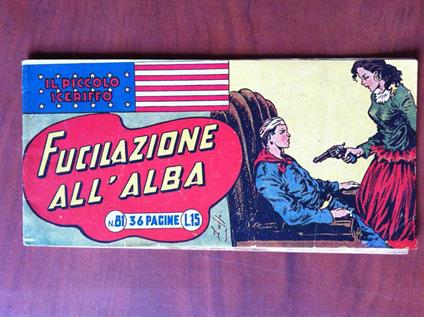 IL PICCOLO
SCERIFFO
FUCILAZIONE
ALL'ALBA
N. 81 36 PAGINE L.15